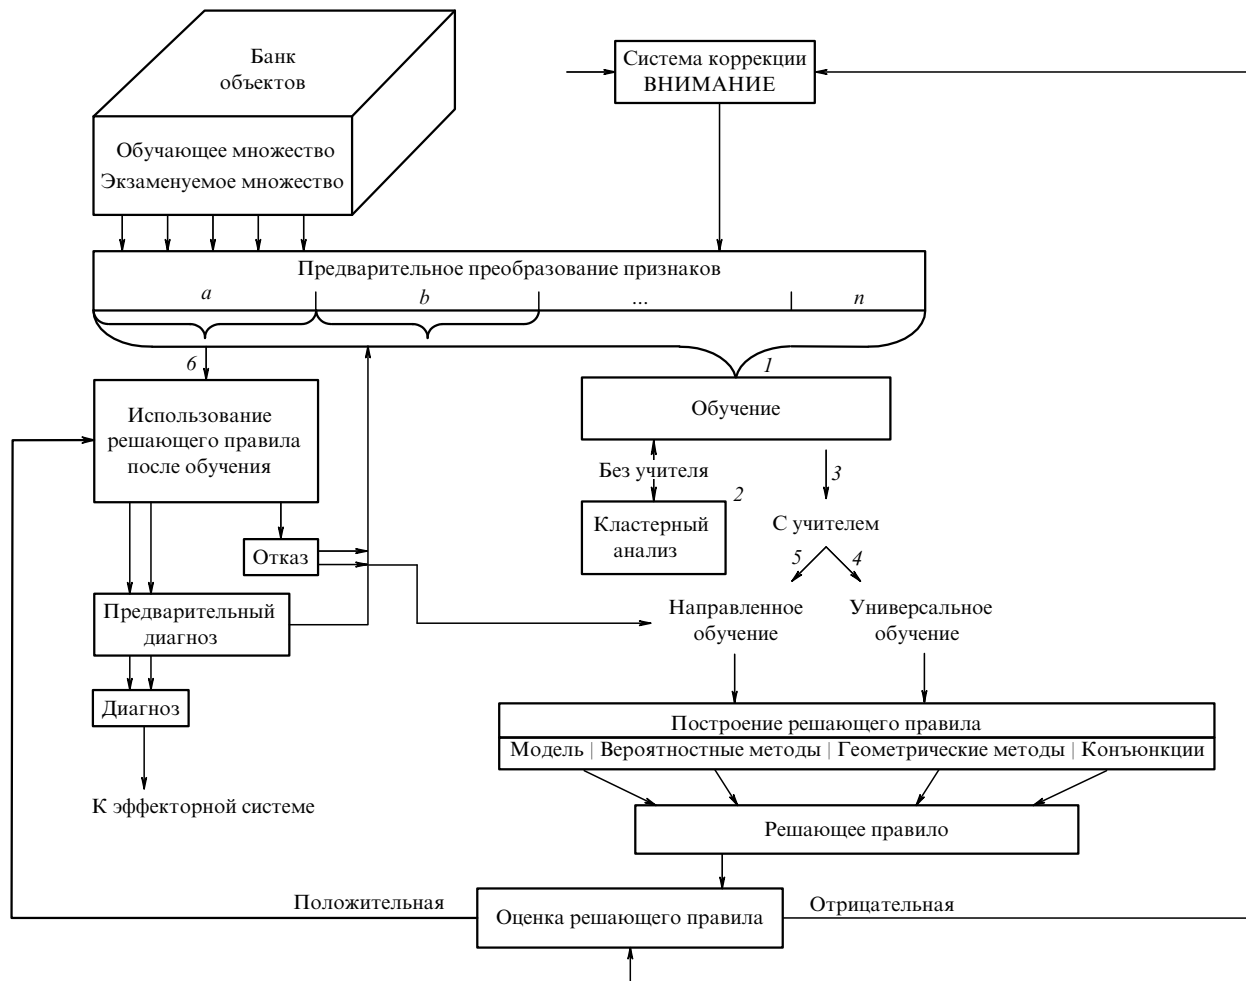 Банк
объектов
Обучающее множество
Экзаменуемое множество
Система коррекции
ВНИМАНИЕ
Предварительное преобразование признаков
a
b
...
n
6
1
Использование
решающего правила
после обучения
Обучение
Без учителя
3
2
Кластерный
анализ
С учителем
5
4
Отказ
Предварительный
диагноз
Направленное
обучение
Универсальное
обучение
Диагноз
Построение решающего правила
Модель | Вероятностные методы | Геометрические методы | Конъюнкции
К эффекторной системе
Решающее правило
Положительная
Оценка решающего правила
Отрицательная